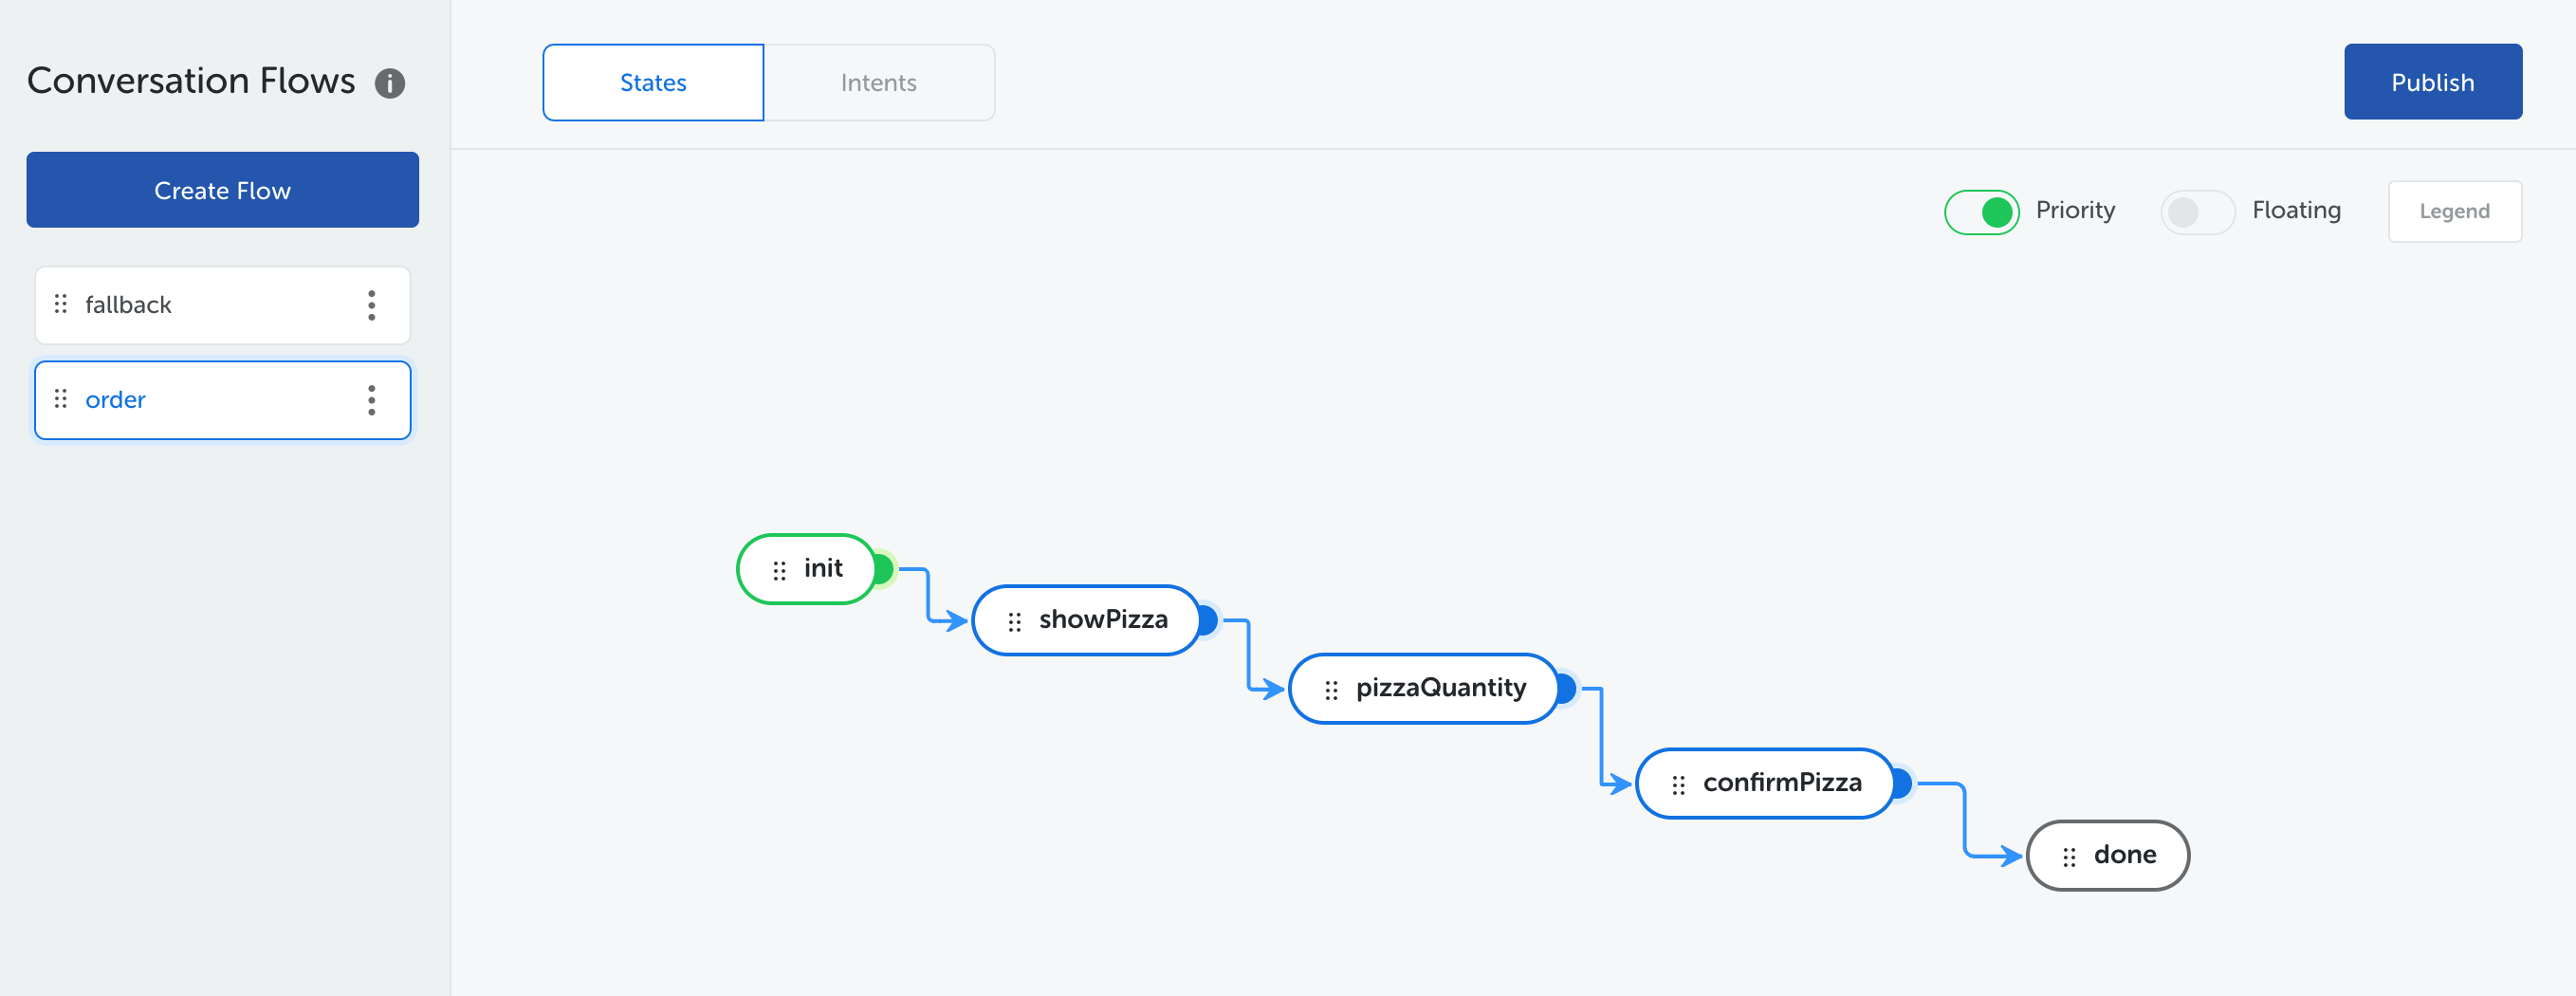 Conversation Flows
Create Flow
fallback
order
States
Intents
Publish
Priority
Floating
Legend
init
showPizza
pizzaQuantity
confirmPizza
done